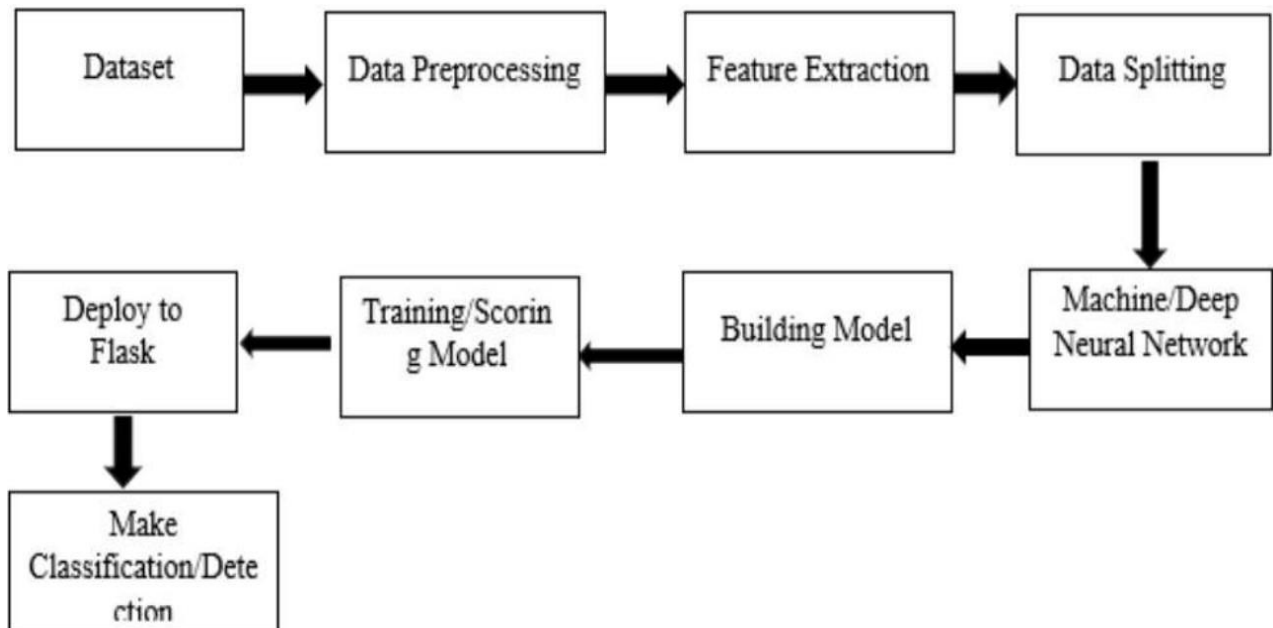 Dataset
Data Preprocessing
Feature Extraction
Data Splitting
Machine/Deep
Neural Network
Building Model
Training/Scorin
g Model
Deploy to
Flask
Make
Classification/Dete
ction